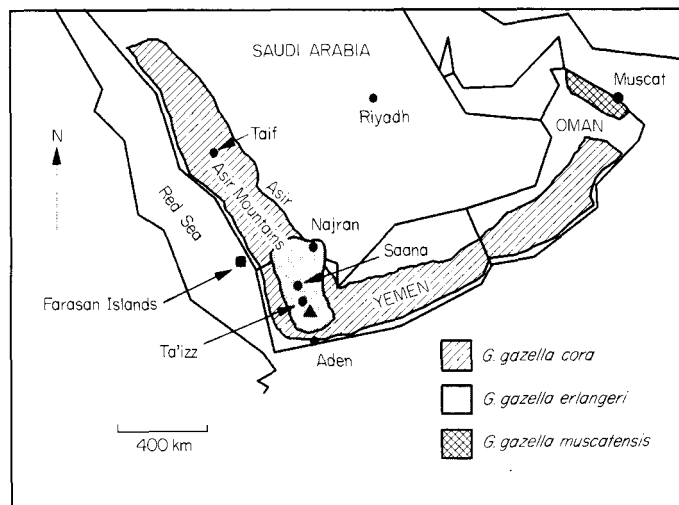 SAUDI ARABIA
Muscat
Riyadh
OMAN
N
Taif
Asir
Asir Mountains
Red Sea
Najran
Saana
Farasan Islands
YEMEN
Ta'izz
Aden
G. gazella cora
G. gazella erlangeri
G. gazella muscatensis
400 km